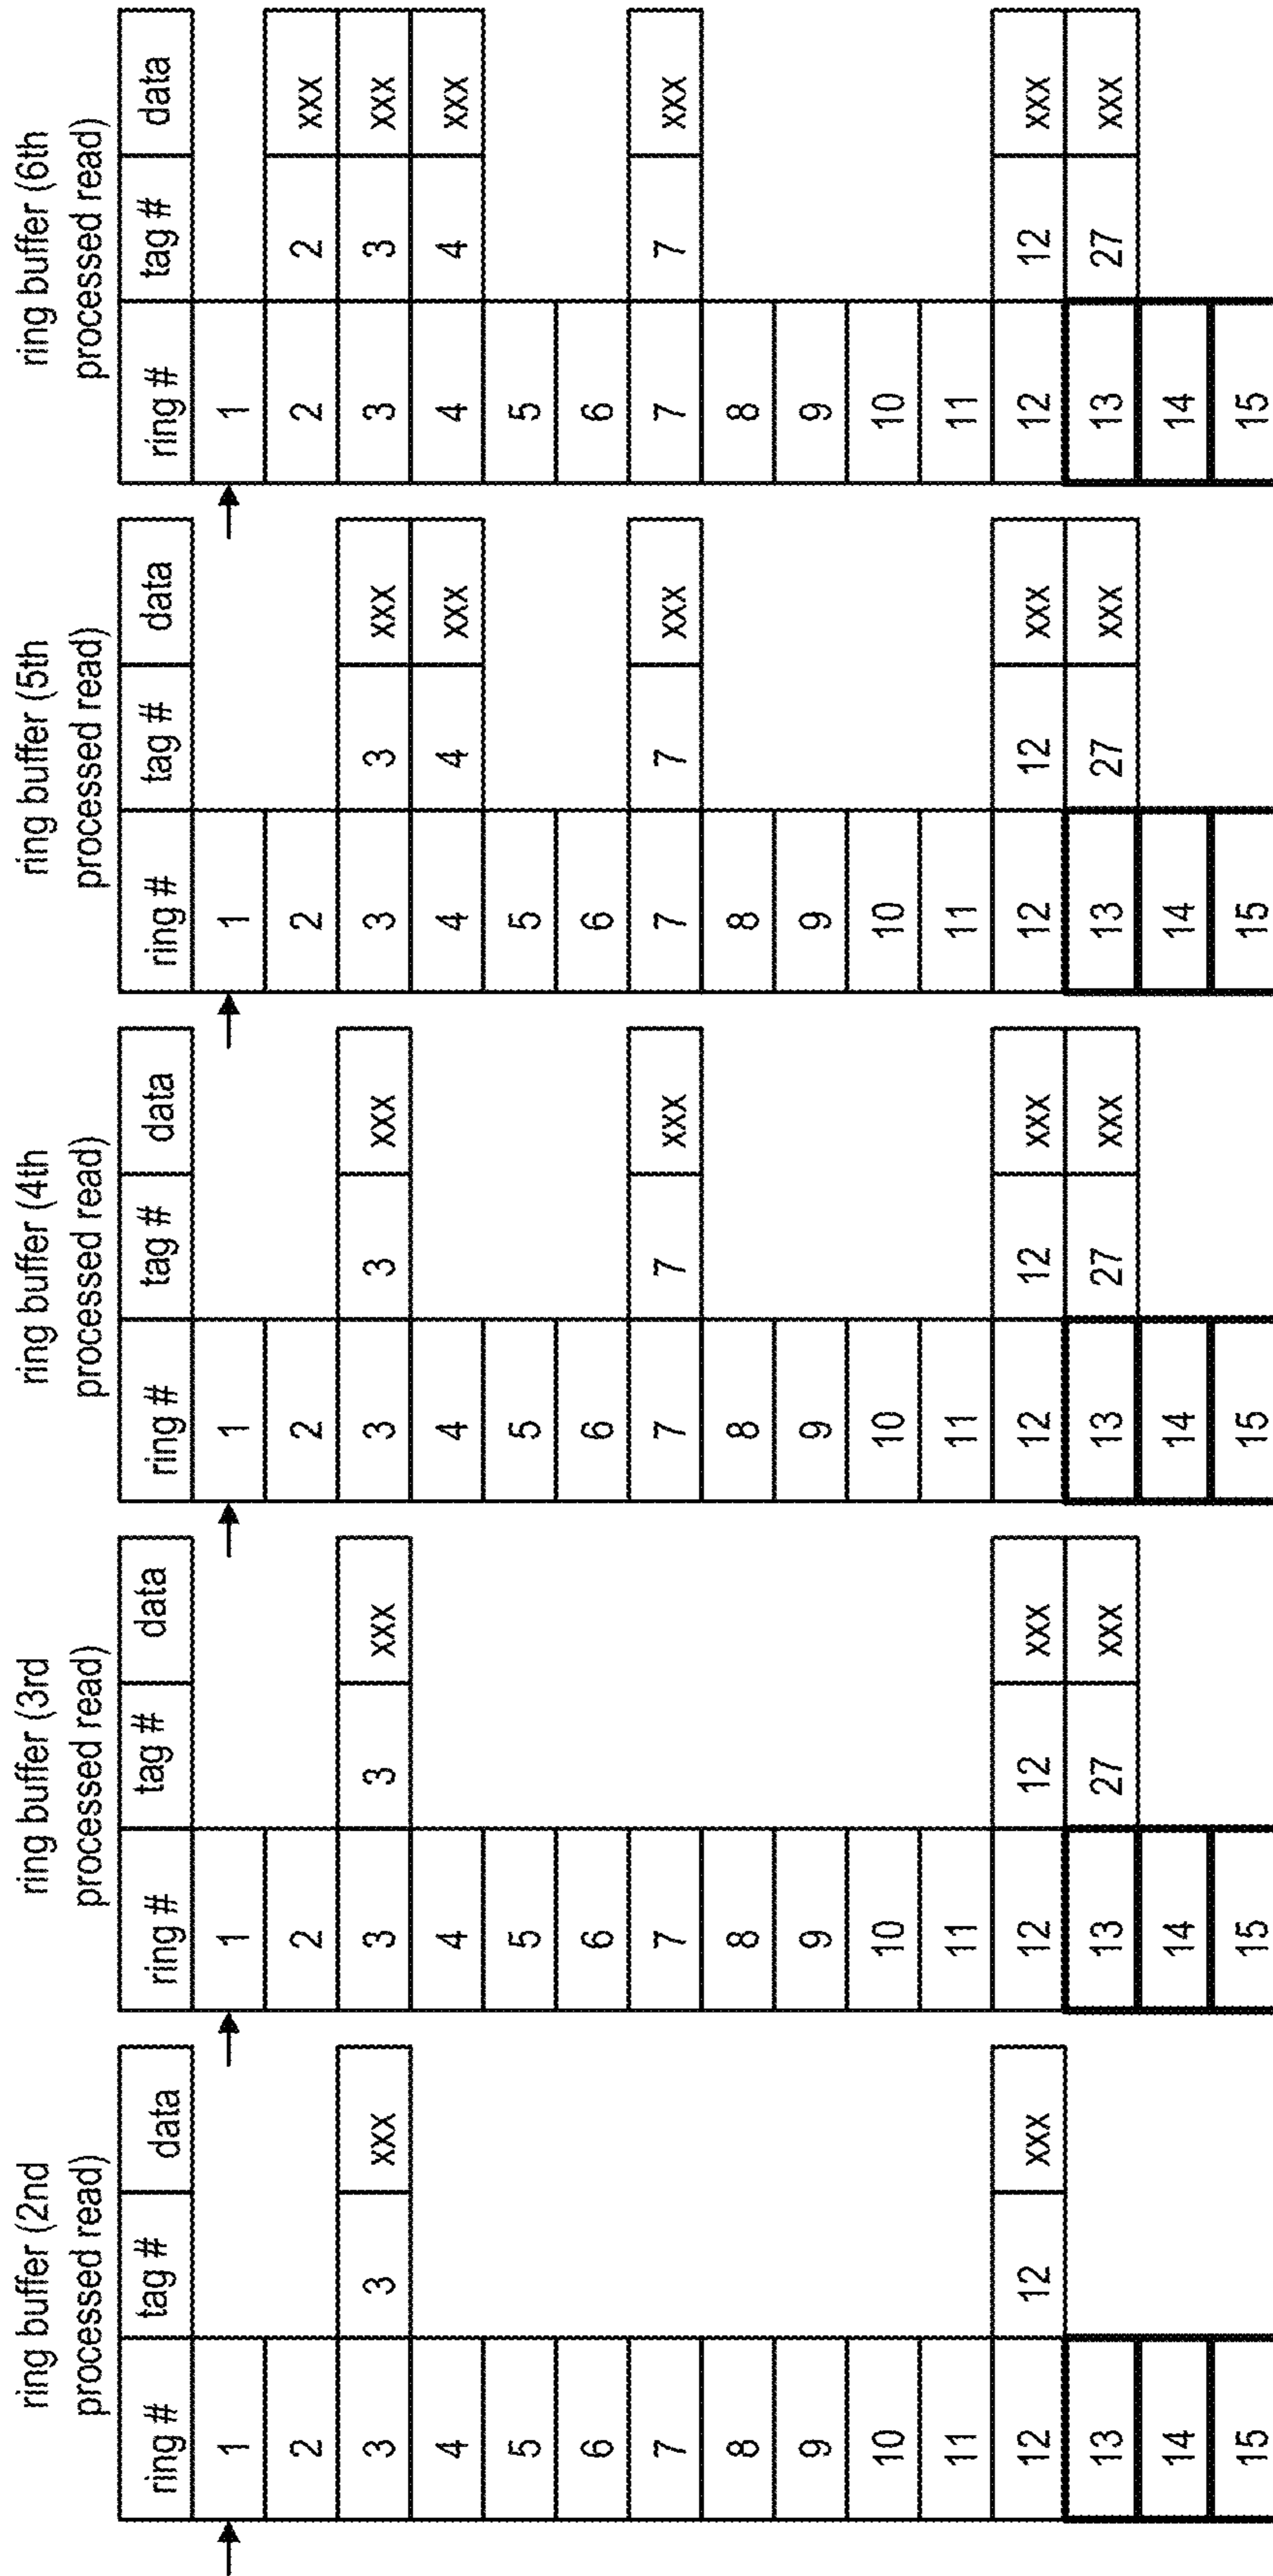 ring buffer (2nd
processed read)
ring # tag # data
1
2
3 3 xxx
4
5
6
7
8
9
10
11
12 12 xxx
13
14
15
ring buffer (3rd
processed read)
ring # tag # data
1
2
3 3 xxx
4
5
6
7
8
9
10
11
12 12 xxx
13 27 xxx
14
15
ring buffer (4th
processed read)
ring # tag # data
1
2
3 3 xxx
4
5
6
7 7 xxx
8
9
10
11
12 12 xxx
13 27 xxx
14
15
ring buffer (5th
processed read)
ring # tag # data
1
2
3 3 xxx
4 4 xxx
5
6
7 7 xxx
8
9
10
11
12 12 xxx
13 27 xxx
14
15
ring buffer (6th
processed read)
ring # tag # data
1
2 2 xxx
3 3 xxx
4 4 xxx
5
6
7 7 xxx
8
9
10
11
12 12 xxx
13 27 xxx
14
15